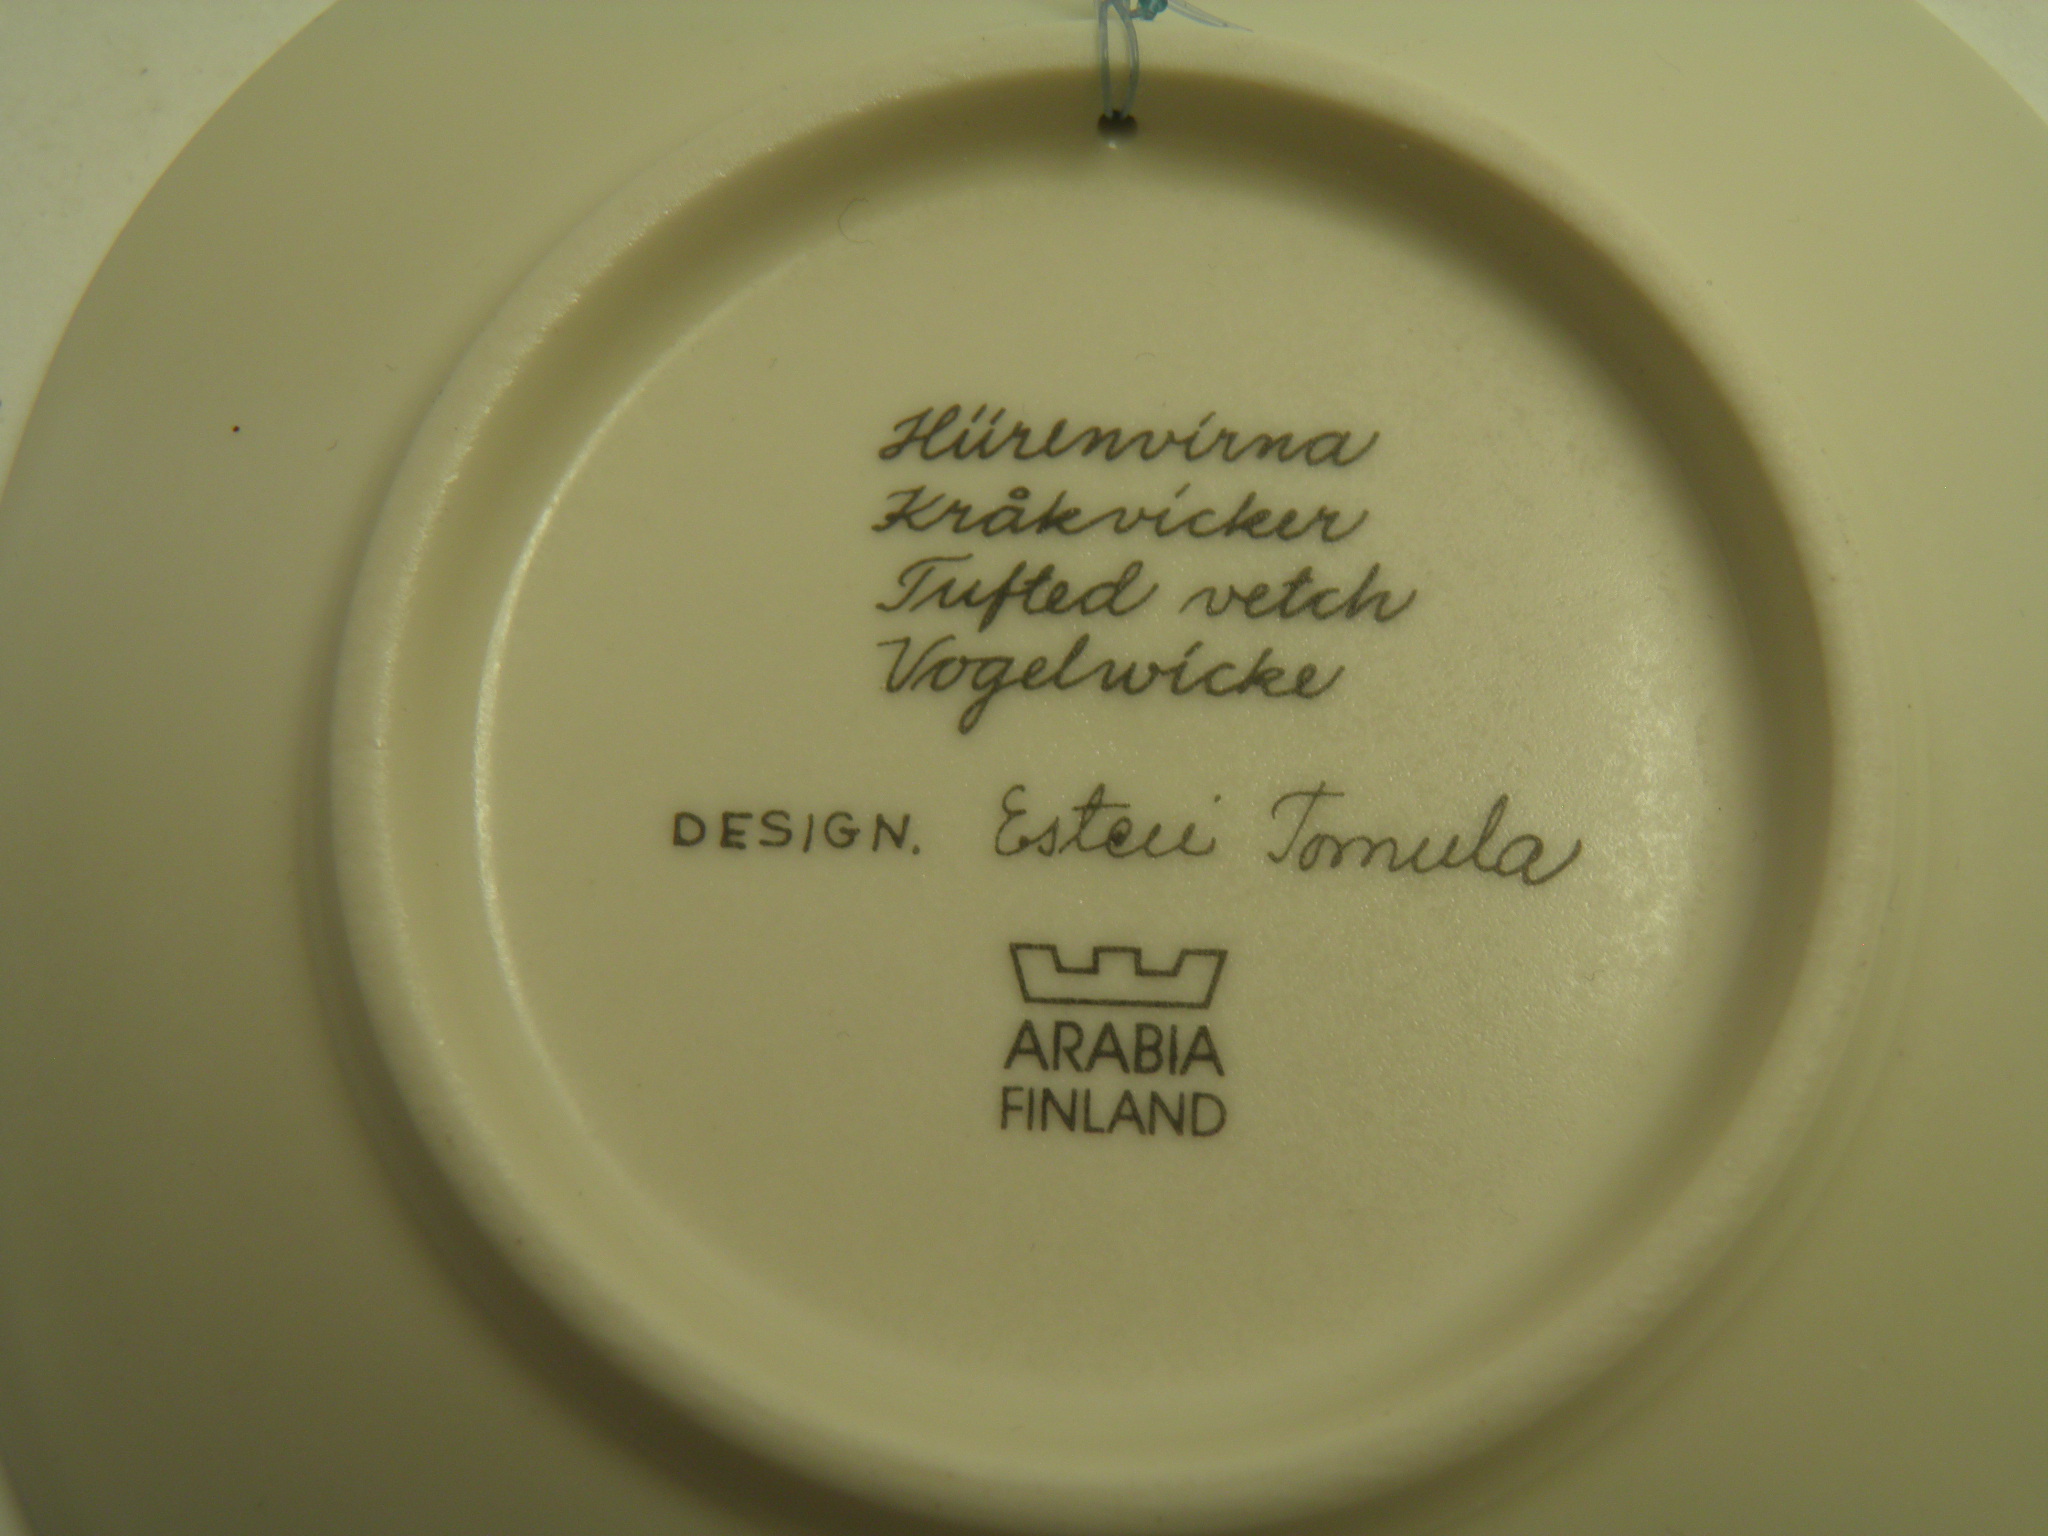 Hiirenvirna
Kråkvicker
Tufted vetch
Vogelwicke
DESIGN. Esteri Tomula
ARABIA
FINLAND